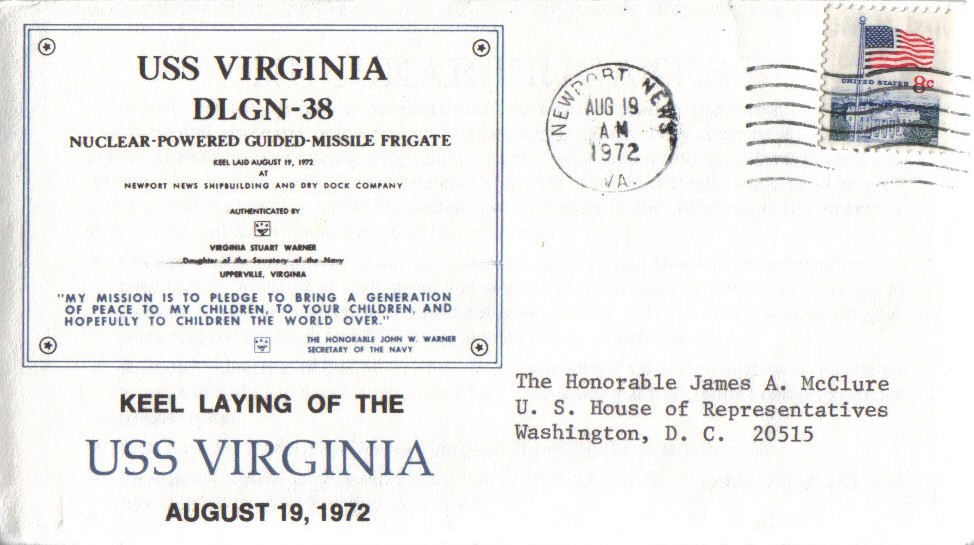 USS VIRGINIA
DLGN-38
NUCLEAR-POWERED GUIDED-MISSILE FRIGATE
KEEL LAID AUGUST 19, 1972
AT
NEWPORT NEWS SHIPBUILDING AND DRY DOCK COMPANY
AUTHENTICATED BY
VIRGINIA STUART WARNER
Daughter of the Secretary of the Navy
UPPERVILLE, VIRGINIA
"MY MISSION IS TO PLEDGE TO BRING A GENERATION
OF PEACE TO MY CHILDREN, TO YOUR CHILDREN, AND
HOPEFULLY TO CHILDREN THE WORLD OVER."
THE HONORABLE JOHN W. WARNER
SECRETARY OF THE NAVY
NEWPORT NEWS
AUG 19
AM
1972
VA.
UNITED STATES 8c
The Honorable James A. McClure
U. S. House of Representatives
Washington, D. C. 20515
KEEL LAYING OF THE
USS VIRGINIA
AUGUST 19, 1972